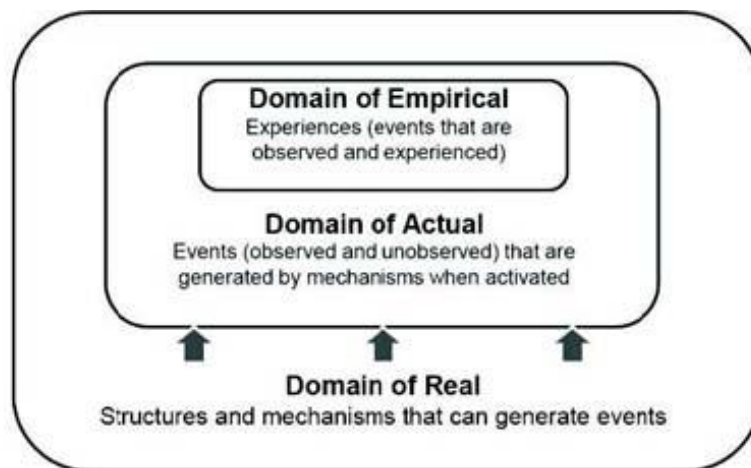 Domain of Empirical
Experiences (events that are
observed and experienced)
Domain of Actual
Events (observed and unobserved) that are
generated by mechanisms when activated
Domain of Real
Structures and mechanisms that can generate events